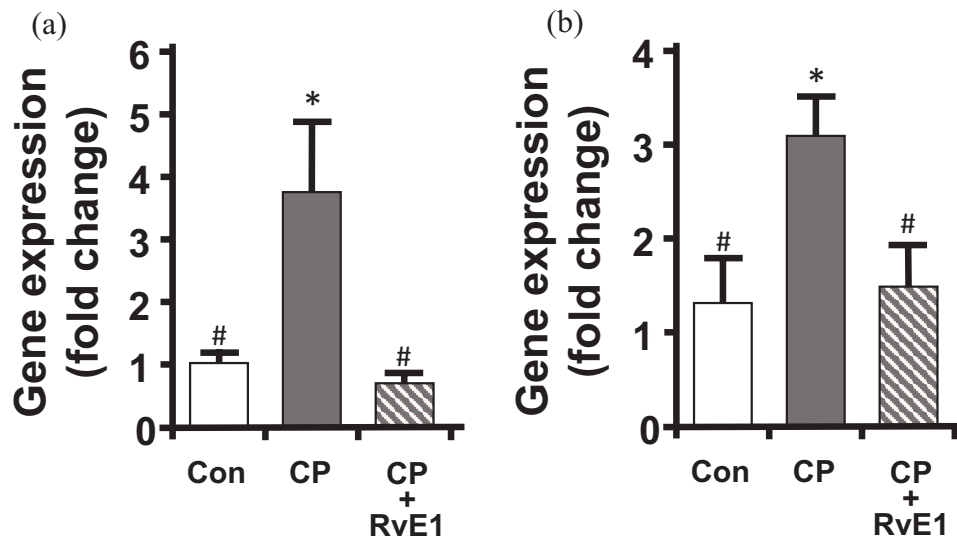 (a)
Gene expression
(fold change)
6
5
4
3
2
1
0
#
*
#
Con
CP
CP
+
RvE1
(b)
Gene expression
(fold change)
4
3
2
1
0
#
*
#
Con
CP
CP
+
RvE1